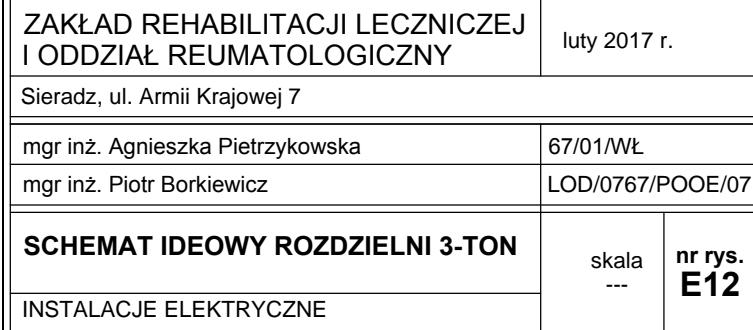 ZAKŁAD REHABILITACJI LECZNICZEJ
I ODDZIAŁ REUMATOLOGICZNY
luty 2017 r.
Sieradz, ul. Armii Krajowej 7
mgr inż. Agnieszka Pietrzykowska
67/01/WŁ
mgr inż. Piotr Borkiewicz
LOD/0767/POOE/07
SCHEMAT IDEOWY ROZDZIELNI 3-TON
skala
---
nr rys.
E12
INSTALACJE ELEKTRYCZNE